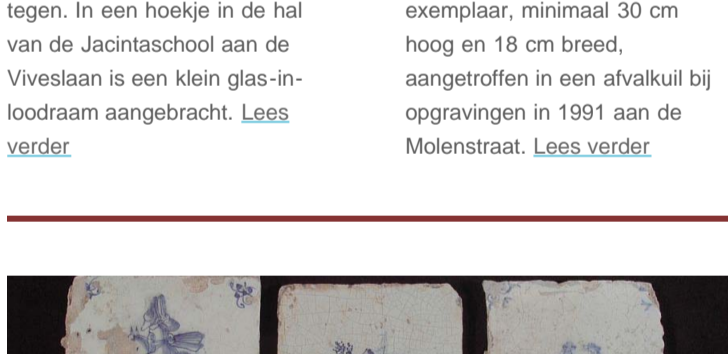 tegen. In een hoekje in de hal
van de Jacintaschool aan de
Viveslaan is een klein glas-in-
loodraam aangebracht. Lees
verder
exemplaar, minimaal 30 cm
hoog en 18 cm breed,
aangetroffen in een afvalkuil bij
opgravingen in 1991 aan de
Molenstraat. Lees verder